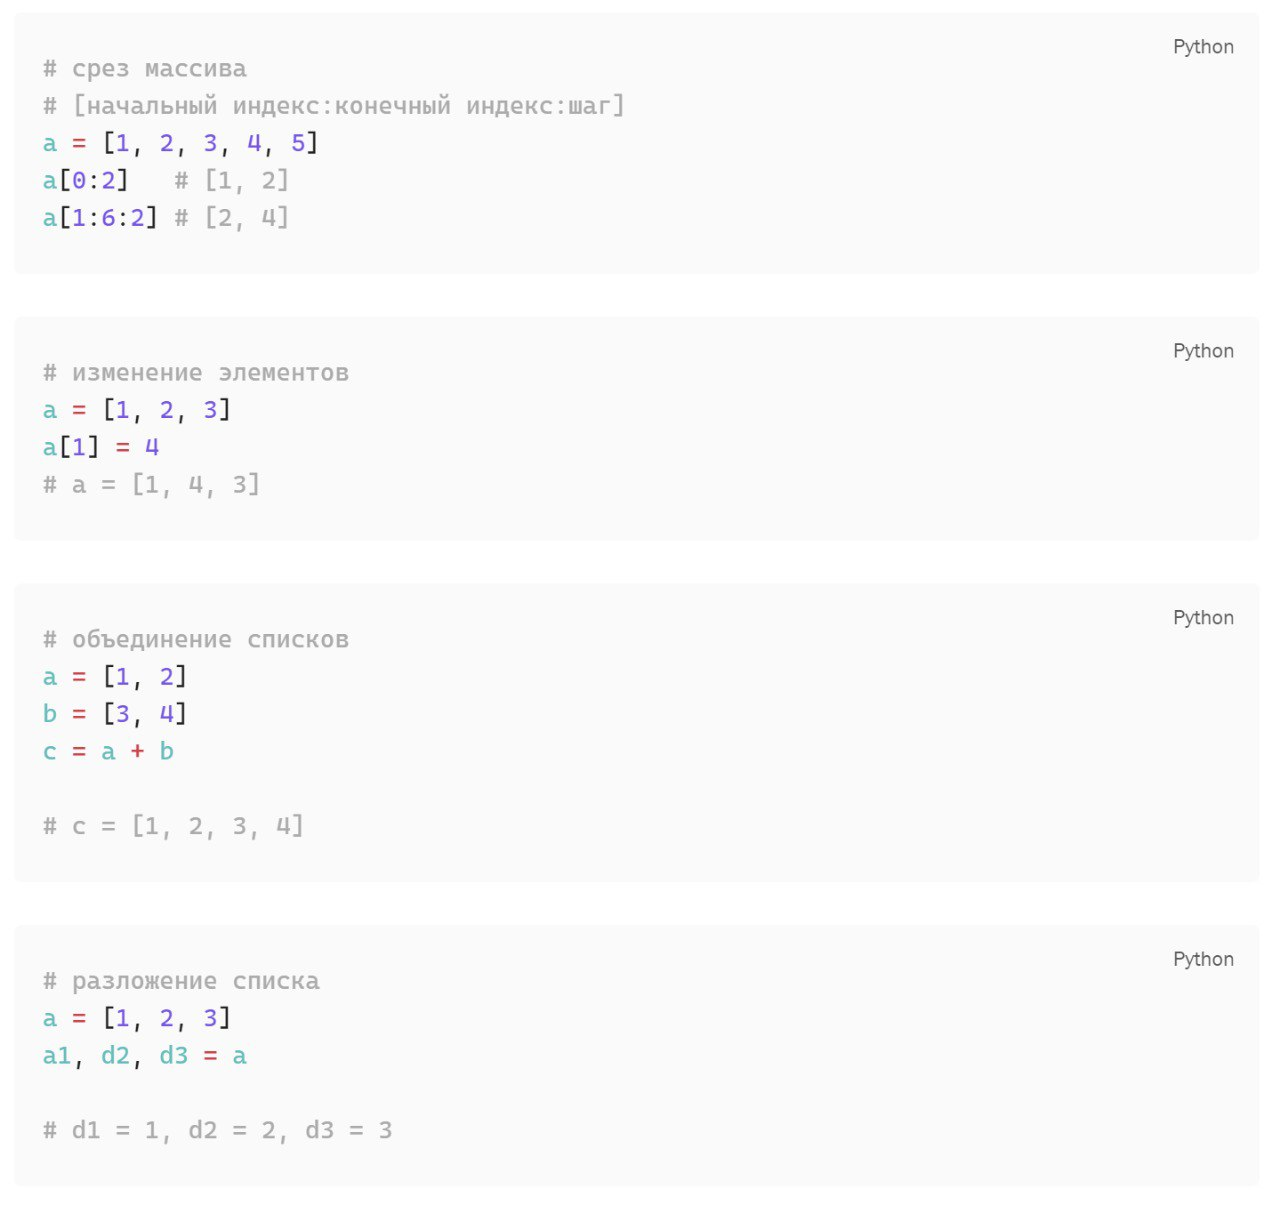 Python
# срез массива
# [начальный индекс:конечный индекс:шаг]
a = [1, 2, 3, 4, 5]
a[0:2]   # [1, 2]
a[1:6:2] # [2, 4]
Python
# изменение элементов
a = [1, 2, 3]
a[1] = 4
# a = [1, 4, 3]
Python
# объединение списков
a = [1, 2]
b = [3, 4]
c = a + b
# c = [1, 2, 3, 4]
Python
# разложение списка
a = [1, 2, 3]
a1, d2, d3 = a
# d1 = 1, d2 = 2, d3 = 3